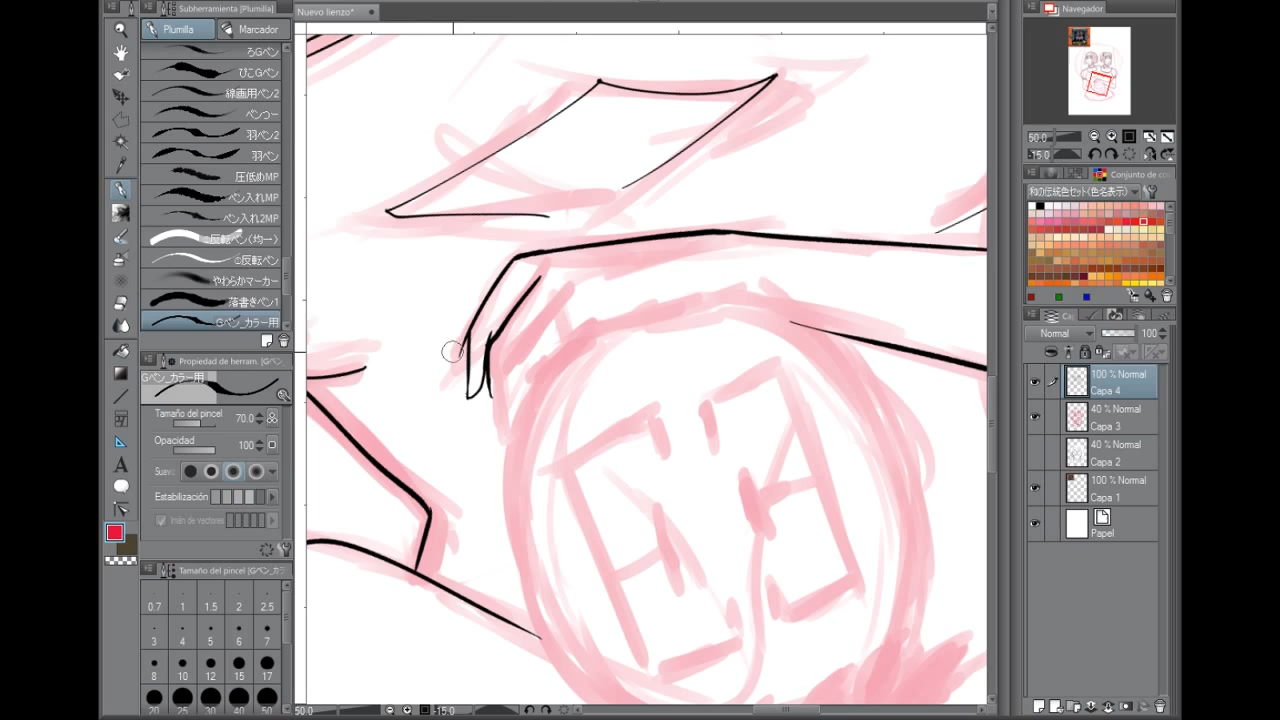 Subherramienta [Plumilla]
Plumilla
Marcador
ろGペン
ぴこGペン
線画用ペン2
ペンつー
羽ペン2
羽ペン
圧低めMP
ペン入れMP
ペン入れ2MP
◎反転ペン(均一)
◎反転ペン
やわらかマーカー
落書きペン1
Gペン_カラー用
Propiedad de herram. [Gペン
Gペン_カラー用
Tamaño del pincel 70.0
Opacidad 100
Suav.
Estabilización
Imán de vectores
Tamaño del pincel [Gペン_カラ
0.7 1 1.5 2 2.5
3 4 5 6 7
8 10 12 15 17
20 25 30 40 50
Nuevo lienzo*
50.0 -15.0
Navegador
50.0
-15.0
Conjunto de co
和の伝統色セット(色名表示)
Normal 100
100 % Normal
Capa 4
40 % Normal
Capa 3
40 % Normal
Capa 2
100 % Normal
Capa 1
Papel